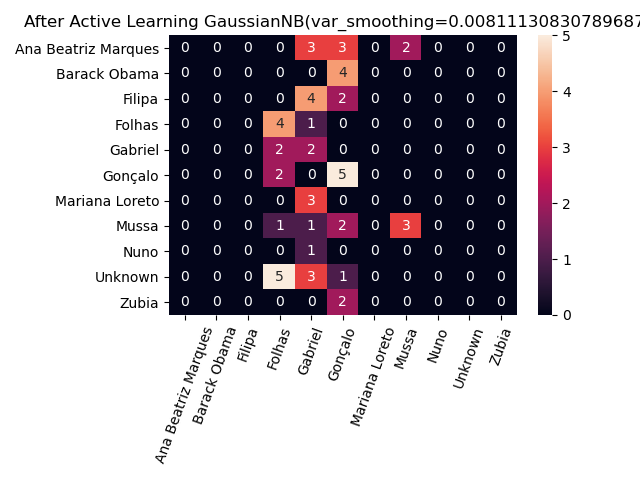 After Active Learning GaussianNB(var_smoothing=0.00811130830789687
Ana Beatriz Marques 0 0 0 0 3 3 0 2 0 0 0
Barack Obama 0 0 0 0 0 4 0 0 0 0 0
Filipa 0 0 0 0 4 2 0 0 0 0 0
Folhas 0 0 0 4 1 0 0 0 0 0 0
Gabriel 0 0 0 2 2 0 0 0 0 0 0
Gonçalo 0 0 0 2 0 5 0 0 0 0 0
Mariana Loreto 0 0 0 0 3 0 0 0 0 0 0
Mussa 0 0 0 1 1 2 0 3 0 0 0
Nuno 0 0 0 0 1 0 0 0 0 0 0
Unknown 0 0 0 5 3 1 0 0 0 0 0
Zubia 0 0 0 0 0 2 0 0 0 0 0
Ana Beatriz Marques
Barack Obama
Filipa
Folhas
Gabriel
Gonçalo
Mariana Loreto
Mussa
Nuno
Unknown
Zubia
5
4
3
2
1
0